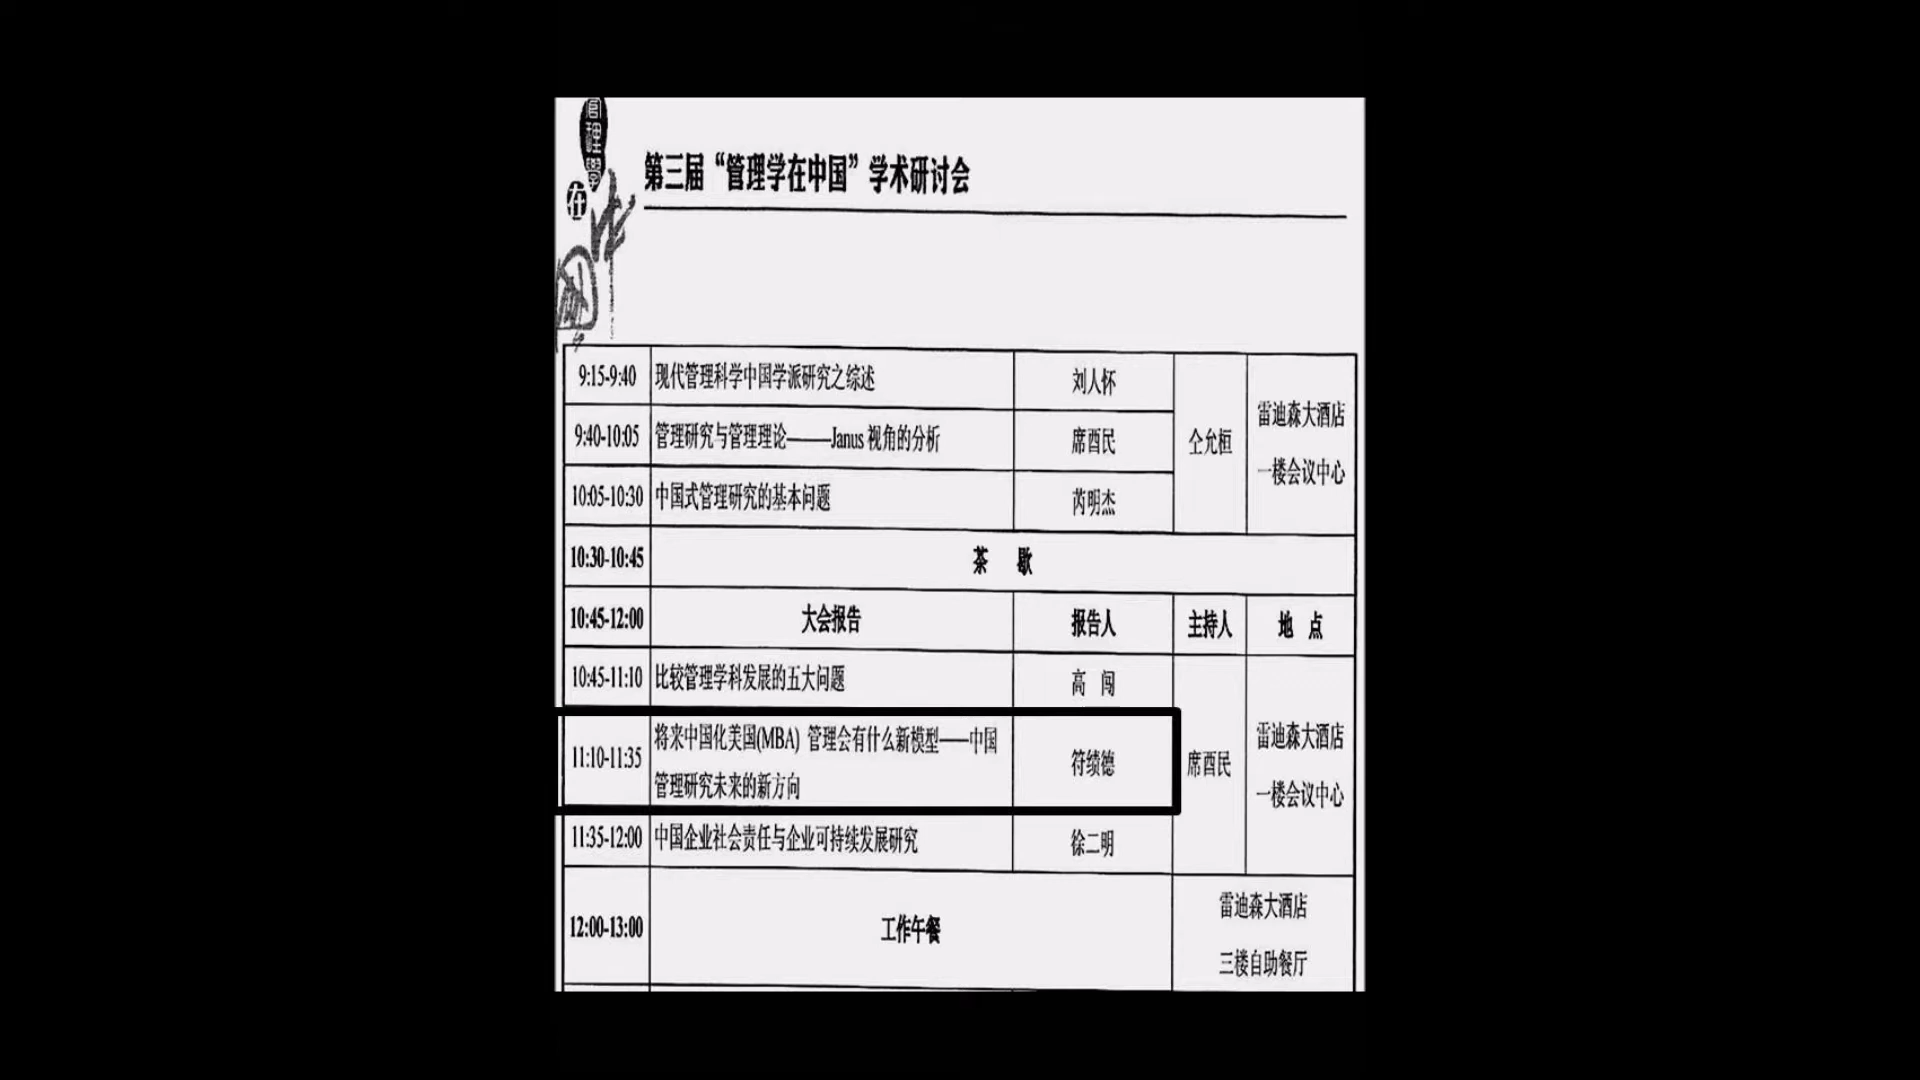 管理學
在
中
國
第三届“管理学在中国”学术研讨会
9:15-9:40 现代管理科学中国学派研究之综述 刘人怀
9:40-10:05 管理研究与管理理论——Janus 视角的分析 席酉民
10:05-10:30 中国式管理研究的基本问题 芮明杰
仝允桓
雷迪森大酒店
一楼会议中心
10:30-10:45 茶 歇
10:45-12:00 大会报告 报告人 主持人 地 点
10:45-11:10 比较管理学科发展的五大问题 高 闯
11:10-11:35 将来中国化美国(MBA) 管理会有什么新模型——中国
管理研究未来的新方向 符绩德
11:35-12:00 中国企业社会责任与企业可持续发展研究 徐二明
席酉民
雷迪森大酒店
一楼会议中心
12:00-13:00 工作午餐
雷迪森大酒店
三楼自助餐厅